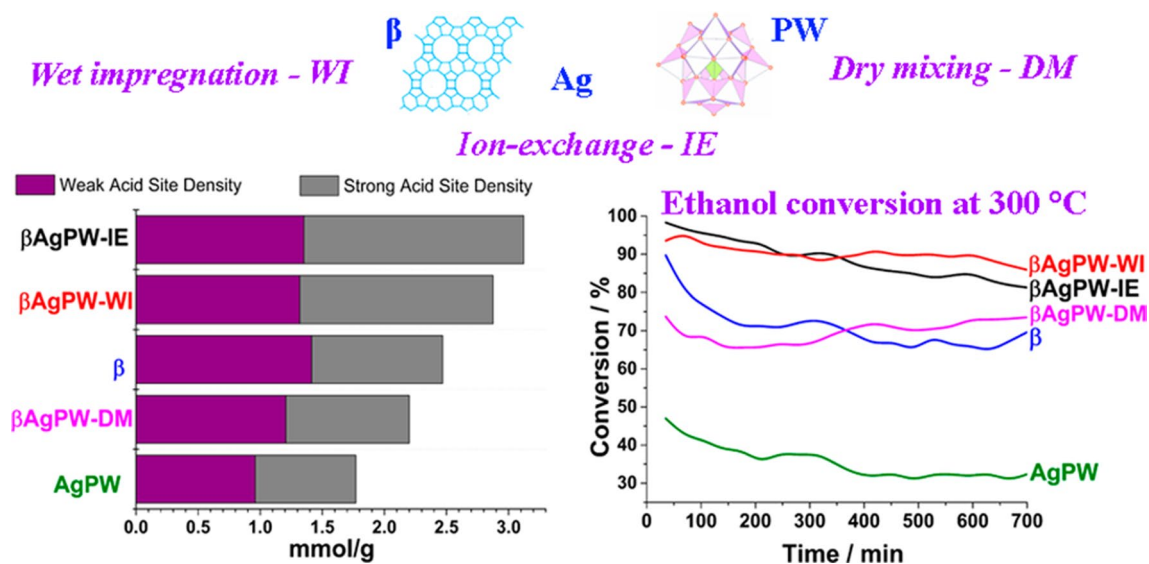 β
PW
Wet impregnation - WI
Ag
Dry mixing - DM
Ion-exchange - IE
Weak Acid Site Density
Strong Acid Site Density
βAgPW-IE
βAgPW-WI
β
βAgPW-DM
AgPW
0.0 0.5 1.0 1.5 2.0 2.5 3.0
mmol/g
Ethanol conversion at 300 °C
100
90
80
70
60
50
40
30
Conversion / %
βAgPW-WI
βAgPW-IE
βAgPW-DM
β
AgPW
0 100 200 300 400 500 600 700
Time / min